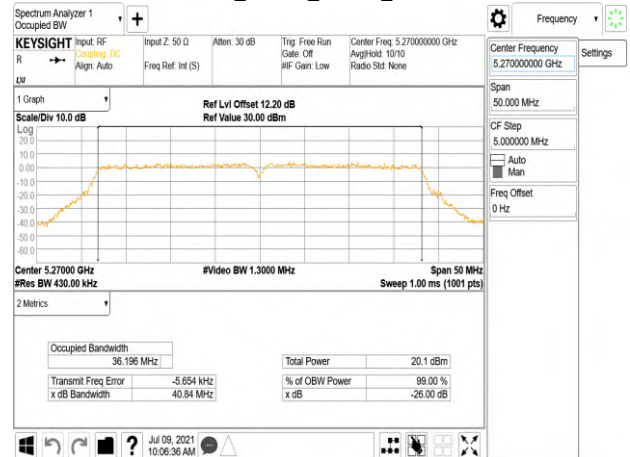 Spectrum Analyzer 1
Occupied BW
KEYSIGHT
Input: RF
Coupling: DC
Align: Auto
Input Z: 50 Ω
Freq Ref: Int (S)
Atten: 30 dB
Trig: Free Run
Gate: Off
#IF Gain: Low
Center Freq: 5.270000000 GHz
Avg|Hold: 10/10
Radio Std: None
R
LXI
1 Graph
Scale/Div 10.0 dB
Ref Lvl Offset 12.20 dB
Ref Value 30.00 dBm
Log
20.0
10.0
0.00
-10.0
-20.0
-30.0
-40.0
-50.0
-60.0
Center 5.27000 GHz
#Res BW 430.00 kHz
#Video BW 1.3000 MHz
Span 50 MHz
Sweep 1.00 ms (1001 pts)
2 Metrics
Occupied Bandwidth
36.196 MHz
Transmit Freq Error -5.654 kHz
x dB Bandwidth 40.84 MHz
Total Power 20.1 dBm
% of OBW Power 99.00 %
x dB -26.00 dB
Jul 09, 2021
10:06:36 AM
Frequency
Settings
Center Frequency
5.270000000 GHz
Span
50.000 MHz
CF Step
5.000000 MHz
Auto
Man
Freq Offset
0 Hz